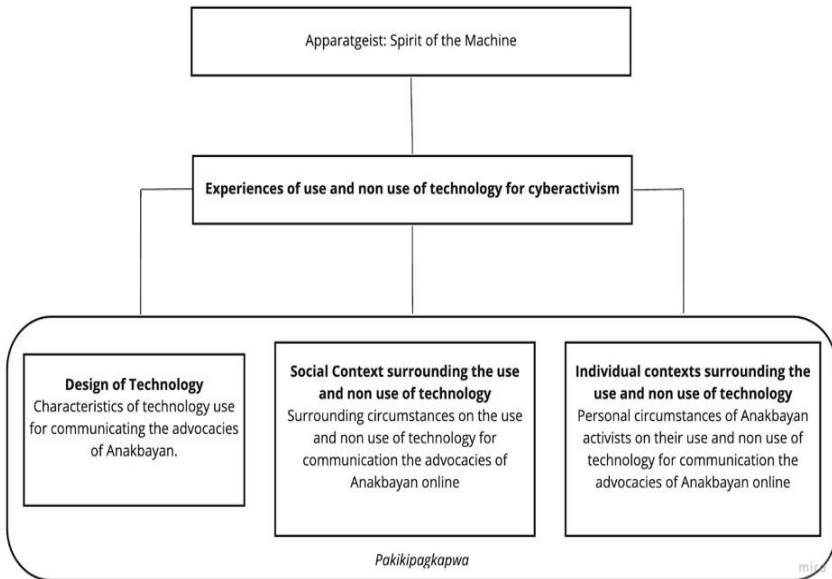 Apparatgeist: Spirit of the Machine
Experiences of use and non use of technology for cyberactivism
Design of Technology
Characteristics of technology use
for communicating the advocacies
of Anakbayan.
Social Context surrounding the use
and non use of technology
Surrounding circumstances on the use
and non use of technology for
communication the advocacies of
Anakbayan online
Individual contexts surrounding the
use and non use of technology
Personal circumstances of Anakbayan
activists on their use and non use of
technology for communication the
advocacies of Anakbayan online
Pakikipagkapwa
miro